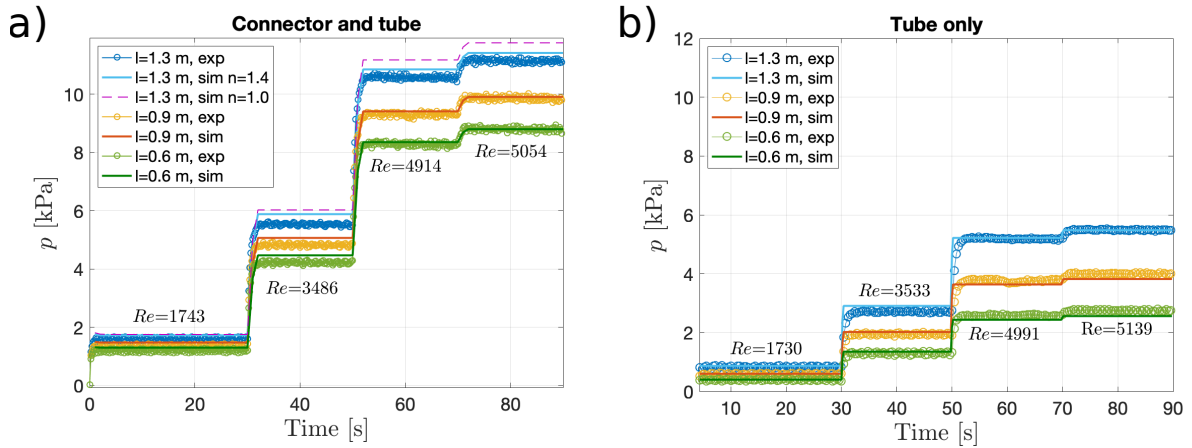 a)
Connector and tube
l=1.3 m, exp
l=1.3 m, sim n=1.4
l=1.3 m, sim n=1.0
l=0.9 m, exp
l=0.9 m, sim
l=0.6 m, exp
l=0.6 m, sim
10
8
6
4
2
0
p [kPa]
Re=1743
Re=3486
Re=4914
Re=5054
0 20 40 60 80
Time [s]
b)
Tube only
l=1.3 m, exp
l=1.3 m, sim
l=0.9 m, exp
l=0.9 m, sim
l=0.6 m, exp
l=0.6 m, sim
12
10
8
6
4
2
0
p [kPa]
Re=1730
Re=3533
Re=4991
Re=5139
10 20 30 40 50 60 70 80 90
Time [s]